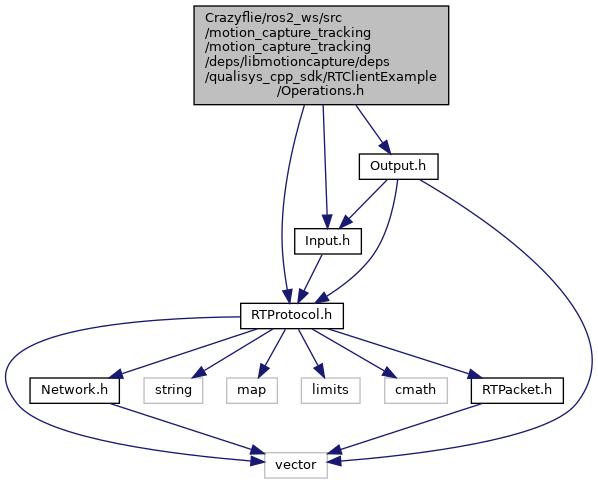 Crazyflie/ros2_ws/src
/motion_capture_tracking
/motion_capture_tracking
/deps/libmotioncapture/deps
/qualisys_cpp_sdk/RTClientExample
/Operations.h
Output.h
Input.h
RTProtocol.h
Network.h
string
map
limits
cmath
RTPacket.h
vector